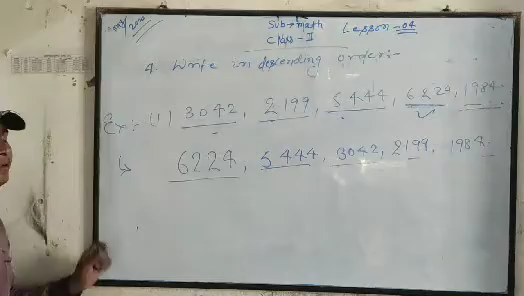 Sub→math Lesson-04
Class-I
4. Write in descending order:-
Ex:- (1) 3042, 2199, 5444, 6224, 1984.
↳ 6224, 5444, 3042, 2199, 1984.